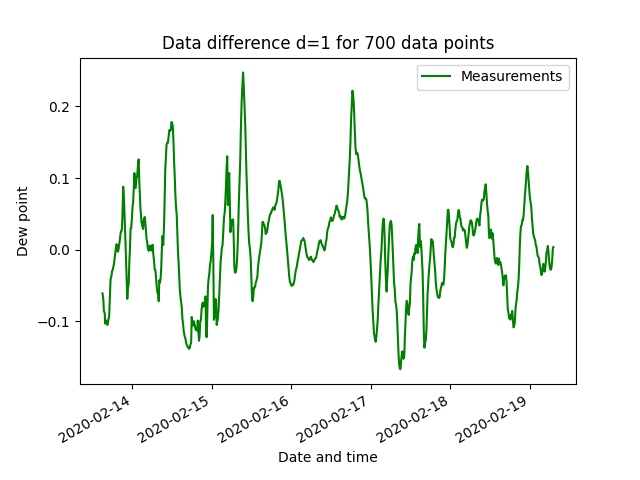 Data difference d=1 for 700 data points
Measurements
Dew point
0.2
0.1
0.0
−0.1
2020-02-14
2020-02-15
2020-02-16
2020-02-17
2020-02-18
2020-02-19
Date and time